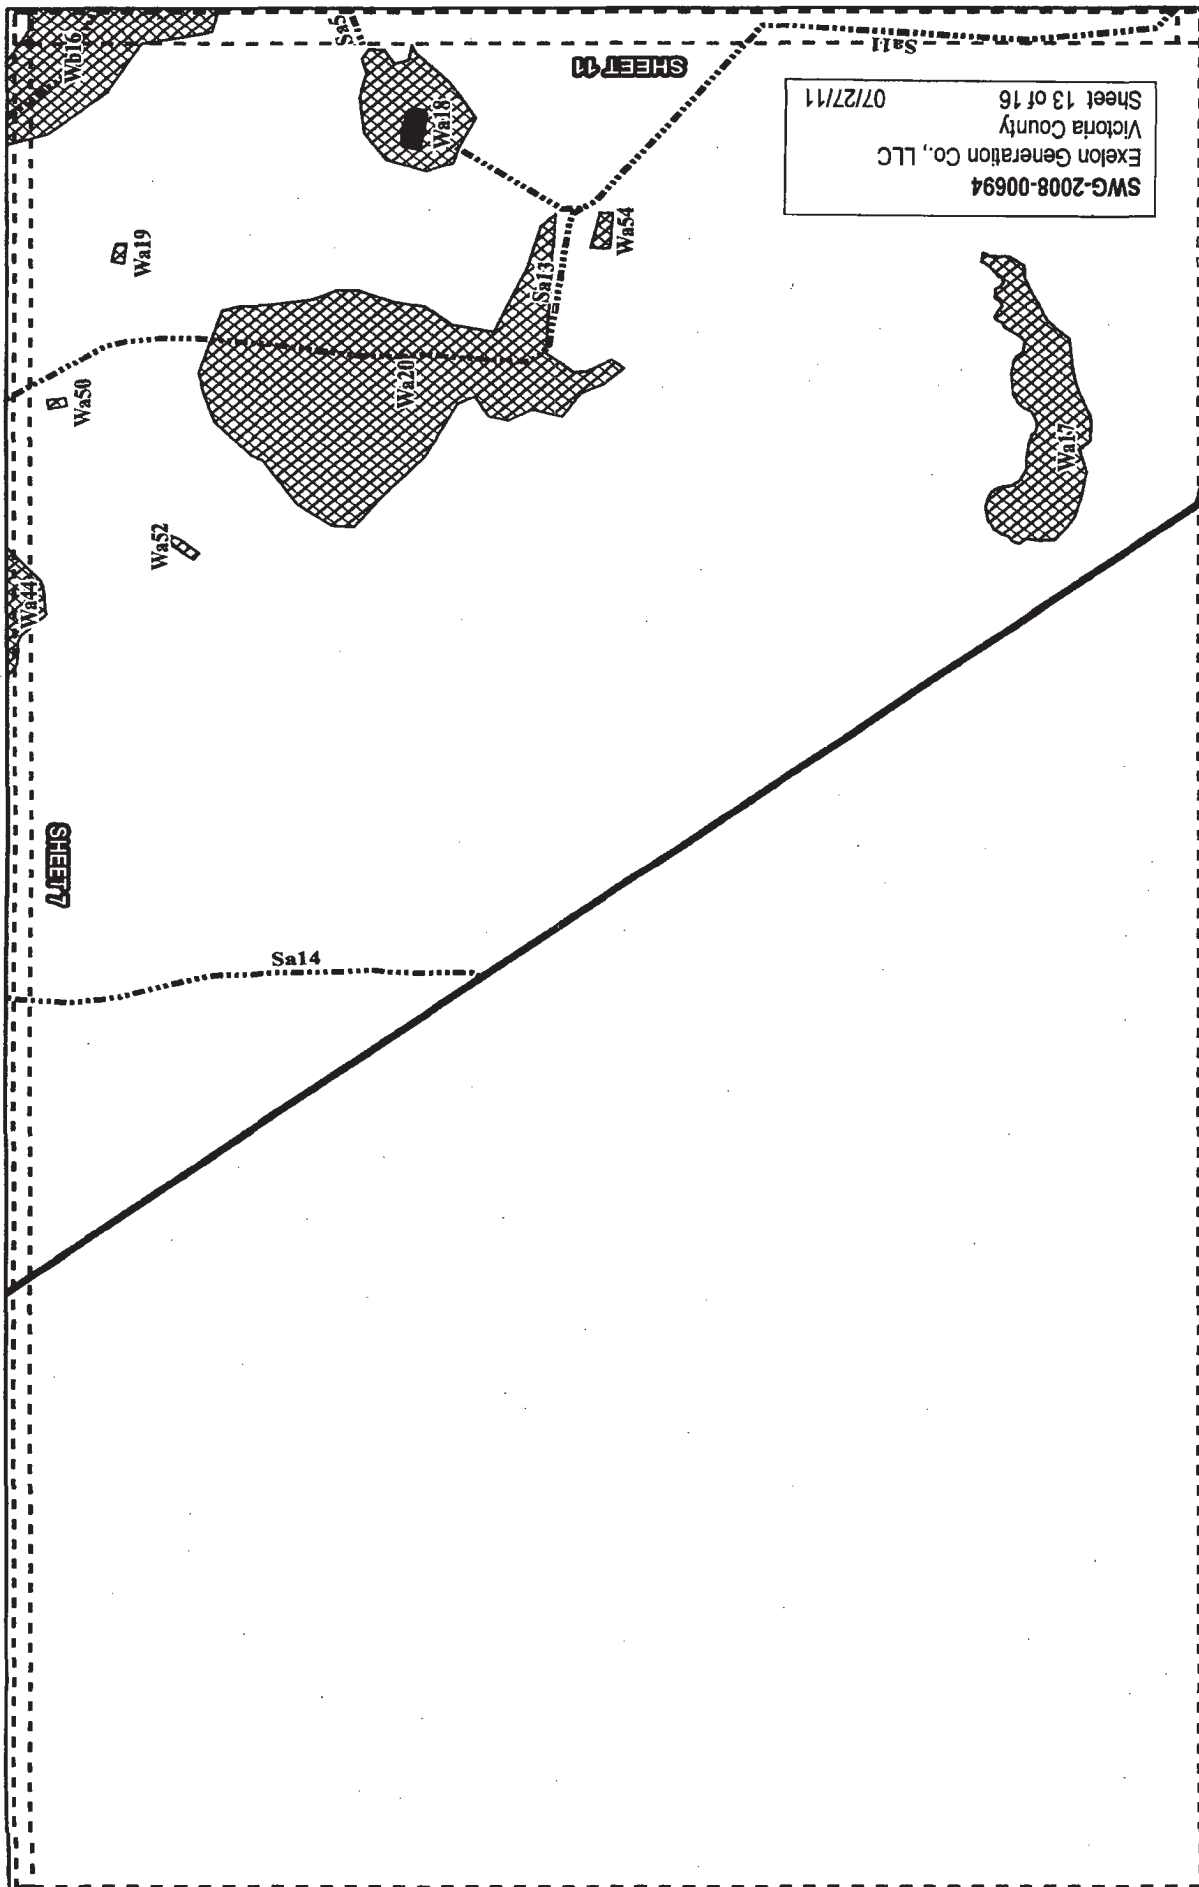 SWG-2008-00694
Exelon Generation Co., LLC
Victoria County
Sheet 13 of 16 07/27/11
SHEET 11
SHEET 7
Sa11
Sa5
Wb16
Wa18
Wa54
Wa19
Sa13
Wa20
Wa50
Wa17
Wa52
Wa44
Sa14